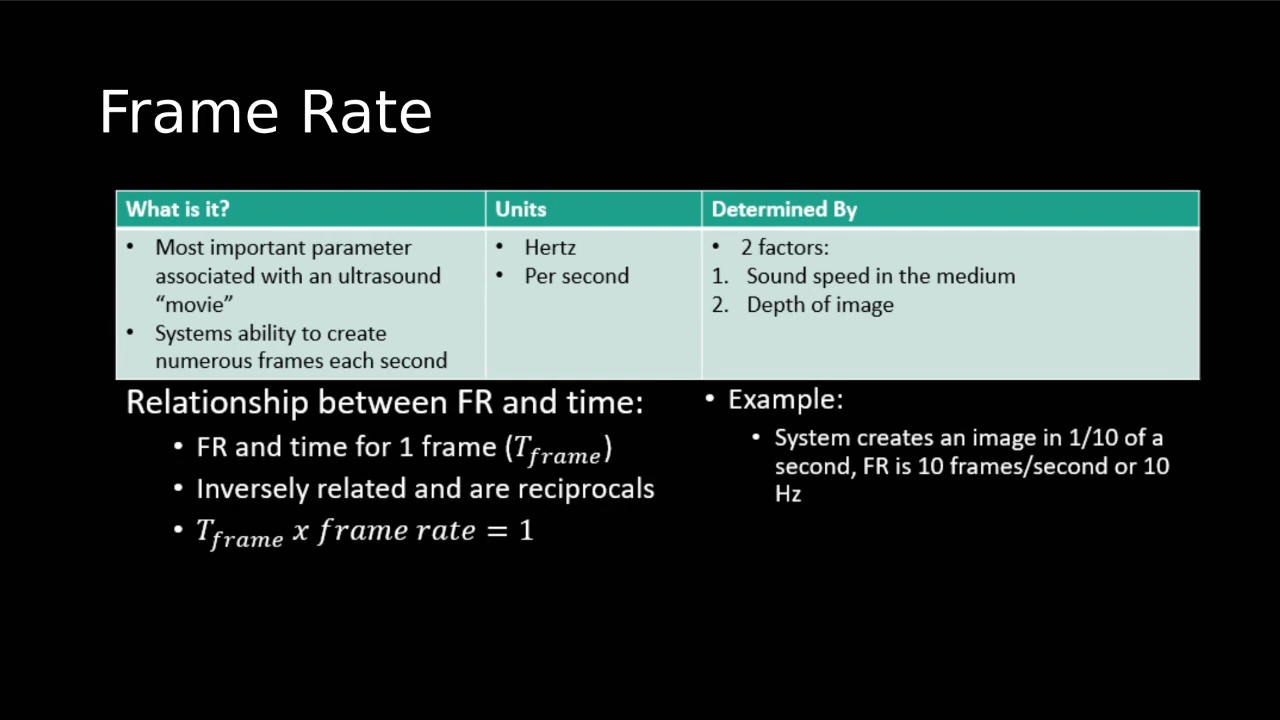 Frame Rate
What is it?
Units
Determined By
• Most important parameter
associated with an ultrasound
“movie”
• Systems ability to create
numerous frames each second
• Hertz
• Per second
• 2 factors:
1. Sound speed in the medium
2. Depth of image
Relationship between FR and time:
• FR and time for 1 frame (T_frame)
• Inversely related and are reciprocals
• T_frame x frame rate = 1
• Example:
• System creates an image in 1/10 of a
second, FR is 10 frames/second or 10
Hz